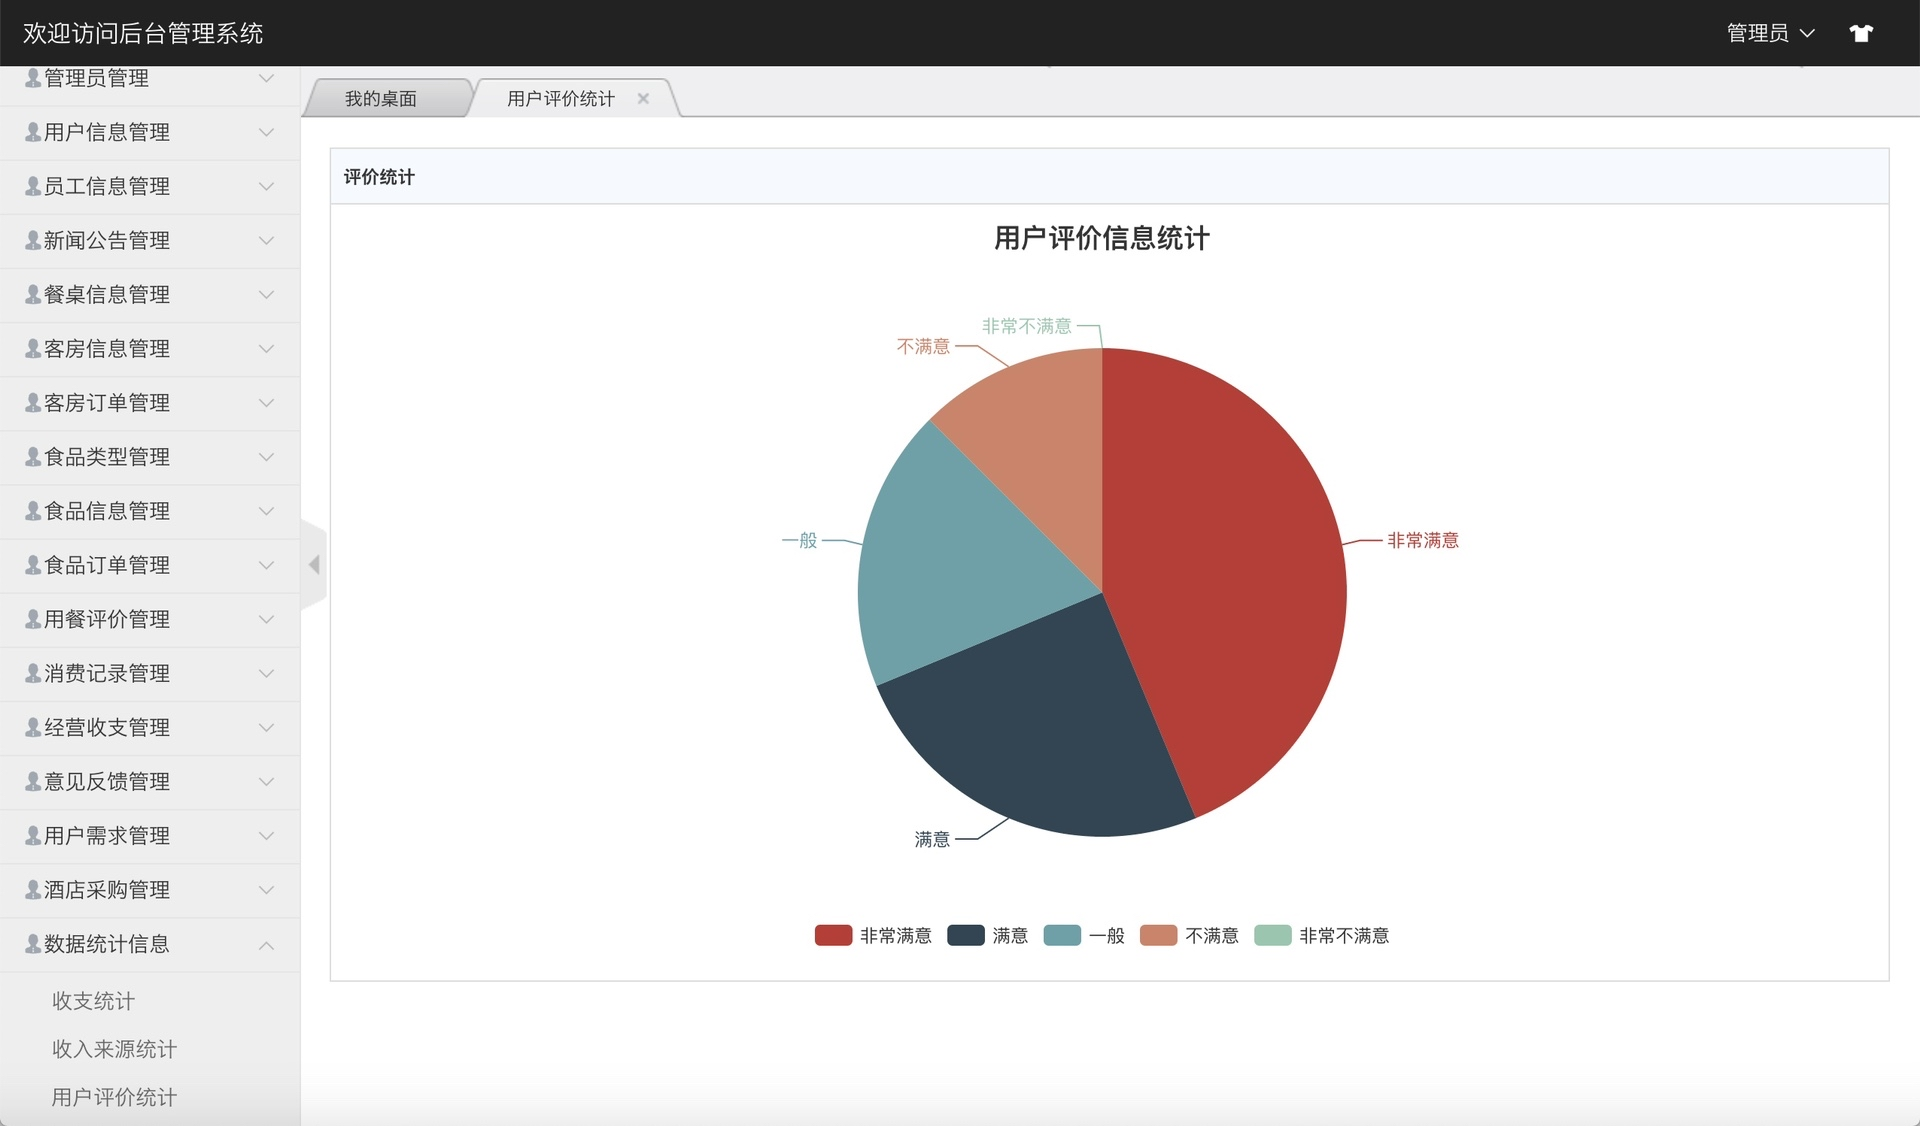 欢迎访问后台管理系统
管理员
管理员管理
用户信息管理
员工信息管理
新闻公告管理
餐桌信息管理
客房信息管理
客房订单管理
食品类型管理
食品信息管理
食品订单管理
用餐评价管理
消费记录管理
经营收支管理
意见反馈管理
用户需求管理
酒店采购管理
数据统计信息
收支统计
收入来源统计
用户评价统计
我的桌面
用户评价统计
评价统计
用户评价信息统计
非常不满意
不满意
一般
非常满意
满意
非常满意 满意 一般 不满意 非常不满意